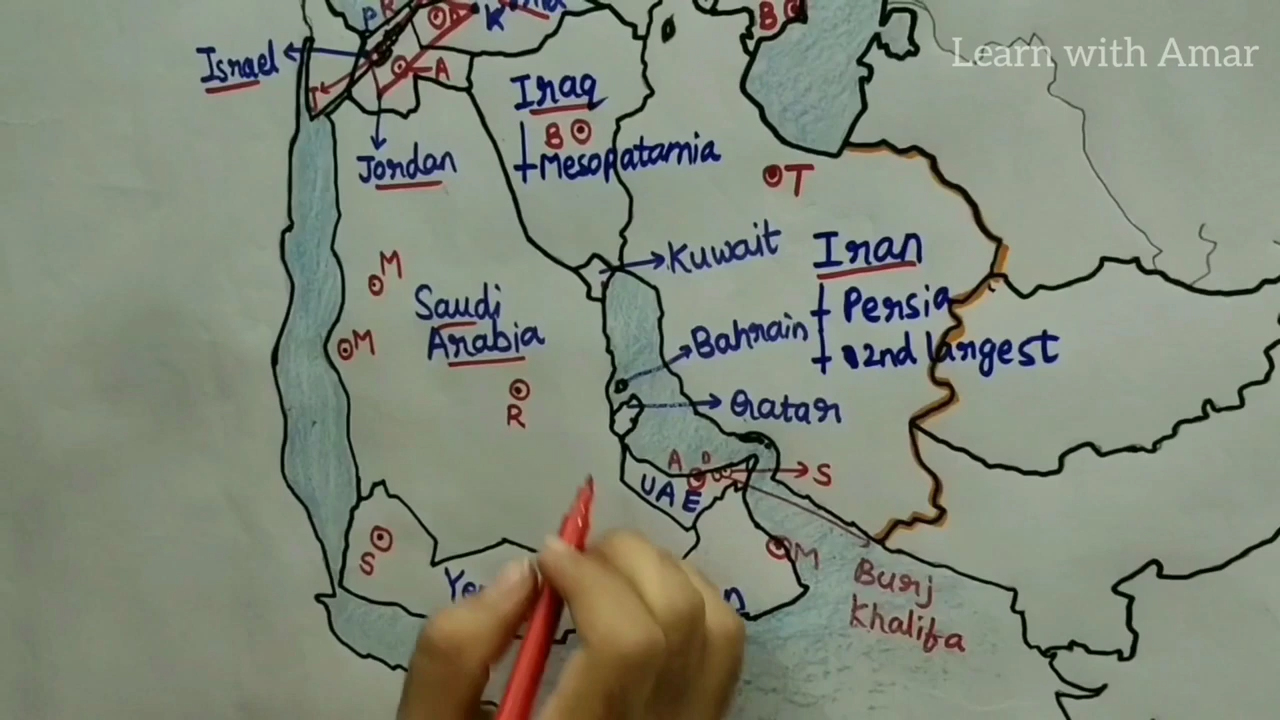 Learn with Amar
P
K
B
Israel
A
Iraq
B
Mesopatamia
Jordan
T
Kuwait
Iran
Persia
2nd largest
M
Saudi
Arabia
M
Bahrain
R
Qatar
A D
S
UAE
S
M
Burj
Khalifa